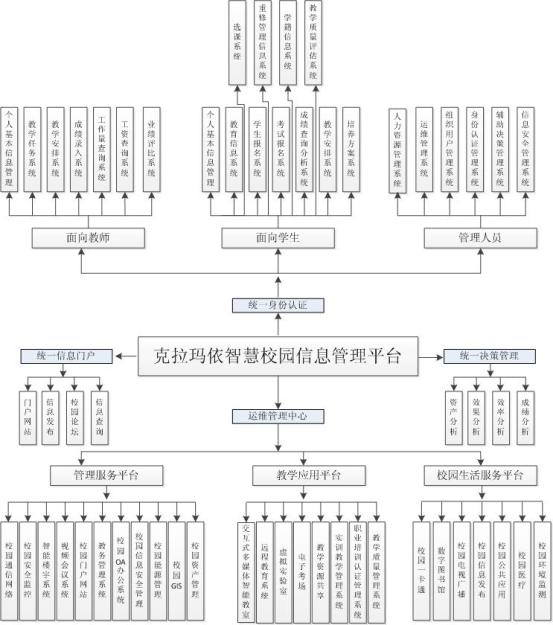 选课系统
重修管理信息系统
学籍信息系统
教学质量评估系统
个人基本信息管理
教学任务系统
教学安排系统
成绩录入系统
工作量查询系统
工资查询系统
业绩评比系统
个人基本信息管理
教育信息系统
学生报名系统
考试报名系统
成绩查询分析系统
教学安排系统
培养方案系统
人力资源管理系统
运维管理系统
组织用户管理系统
身份认证管理系统
辅助决策管理系统
信息安全管理系统
面向教师
面向学生
管理人员
统一身份认证
克拉玛依智慧校园信息管理平台
统一信息门户
统一决策管理
门户网站
信息发布
校园论坛
信息查询
资产分析
效果分析
效率分析
成绩分析
运维管理中心
管理服务平台
教学应用平台
校园生活服务平台
校园通信网络
校园安全监控
智能楼宇系统
视频会议系统
校园门户网站
教务管理系统
校园OA办公系统
校园信息安全管理
校园能源管理
校园GIS
校园资产管理
交互式多媒体智能教室
远程教育系统
虚拟实验室
电子考场
教学资源共享
实训教学管理系统
职业培训认证管理系统
教学质量管理系统
校园一卡通
数字图书馆
校园电视广播
校园信息发布
校园公共应用
校园医疗
校园环境监测